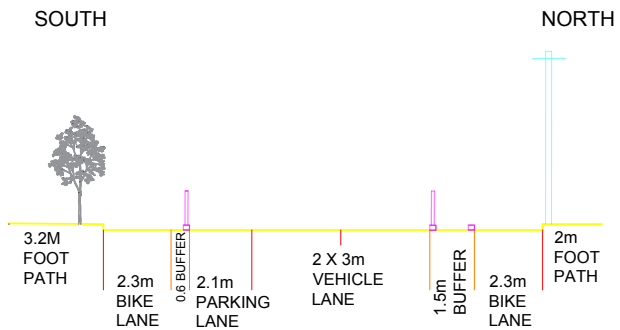 SOUTH
NORTH
3.2M
FOOT
PATH
2.3m
BIKE
LANE
0.6 BUFFER
2.1m
PARKING
LANE
2 X 3m
VEHICLE
LANE
1.5m
BUFFER
2.3m
BIKE
LANE
2m
FOOT
PATH